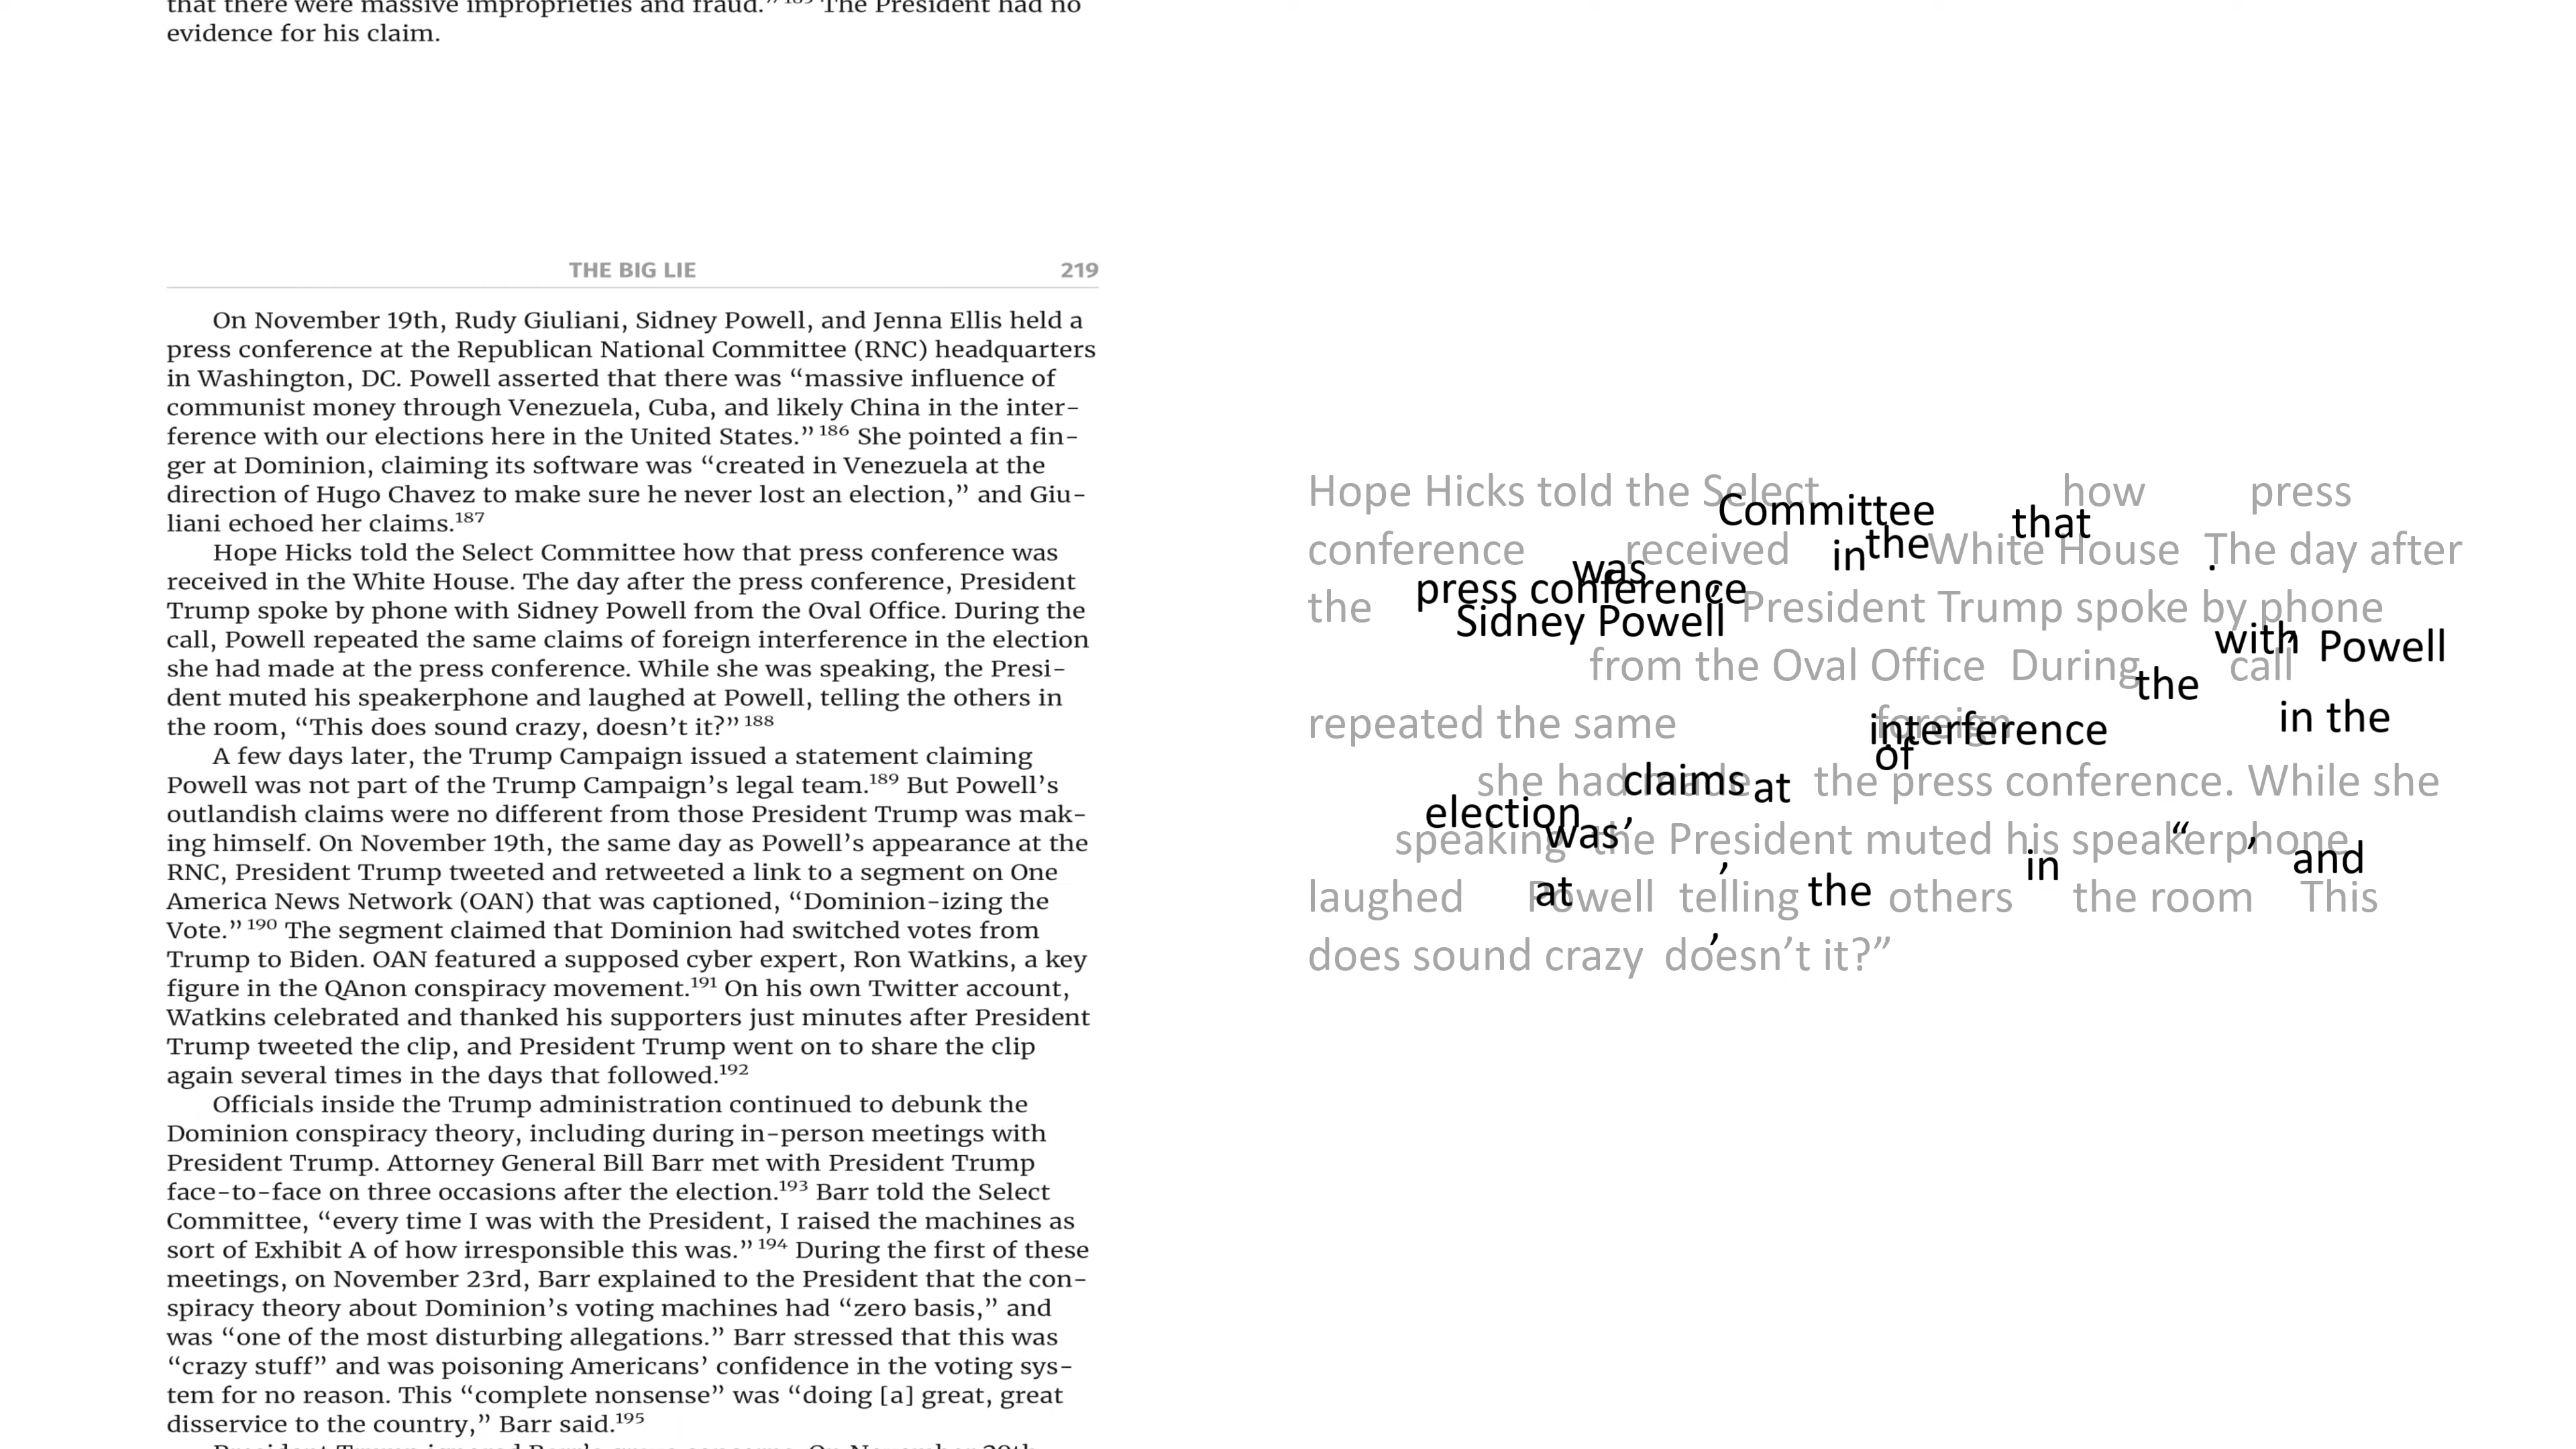 that there were massive improprieties and fraud.” 185 The President had no
evidence for his claim.
THE BIG LIE 219
On November 19th, Rudy Giuliani, Sidney Powell, and Jenna Ellis held a
press conference at the Republican National Committee (RNC) headquarters
in Washington, DC. Powell asserted that there was “massive influence of
communist money through Venezuela, Cuba, and likely China in the inter-
ference with our elections here in the United States.” 186 She pointed a fin-
ger at Dominion, claiming its software was “created in Venezuela at the
direction of Hugo Chavez to make sure he never lost an election,” and Giu-
liani echoed her claims.187
Hope Hicks told the Select Committee how that press conference was
received in the White House. The day after the press conference, President
Trump spoke by phone with Sidney Powell from the Oval Office. During the
call, Powell repeated the same claims of foreign interference in the election
she had made at the press conference. While she was speaking, the Presi-
dent muted his speakerphone and laughed at Powell, telling the others in
the room, “This does sound crazy, doesn’t it?” 188
A few days later, the Trump Campaign issued a statement claiming
Powell was not part of the Trump Campaign’s legal team.189 But Powell’s
outlandish claims were no different from those President Trump was mak-
ing himself. On November 19th, the same day as Powell’s appearance at the
RNC, President Trump tweeted and retweeted a link to a segment on One
America News Network (OAN) that was captioned, “Dominion-izing the
Vote.” 190 The segment claimed that Dominion had switched votes from
Trump to Biden. OAN featured a supposed cyber expert, Ron Watkins, a key
figure in the QAnon conspiracy movement.191 On his own Twitter account,
Watkins celebrated and thanked his supporters just minutes after President
Trump tweeted the clip, and President Trump went on to share the clip
again several times in the days that followed.192
Officials inside the Trump administration continued to debunk the
Dominion conspiracy theory, including during in-person meetings with
President Trump. Attorney General Bill Barr met with President Trump
face-to-face on three occasions after the election.193 Barr told the Select
Committee, “every time I was with the President, I raised the machines as
sort of Exhibit A of how irresponsible this was.” 194 During the first of these
meetings, on November 23rd, Barr explained to the President that the con-
spiracy theory about Dominion’s voting machines had “zero basis,” and
was “one of the most disturbing allegations.” Barr stressed that this was
“crazy stuff” and was poisoning Americans’ confidence in the voting sys-
tem for no reason. This “complete nonsense” was “doing [a] great, great
disservice to the country,” Barr said.195
Hope Hicks told the Select how press
Committee that
conference received in the White House . The day after
was
press conference ,
the President Trump spoke by phone
Sidney Powell
with , Powell
from the Oval Office During call
the
repeated the same foreign in the
interference
of
she had made claims at the press conference. While she
election
speaking was , the President muted his speakerphone “ ,
, in and
laughed at Powell telling the others the room This
,
does sound crazy doesn’t it?”